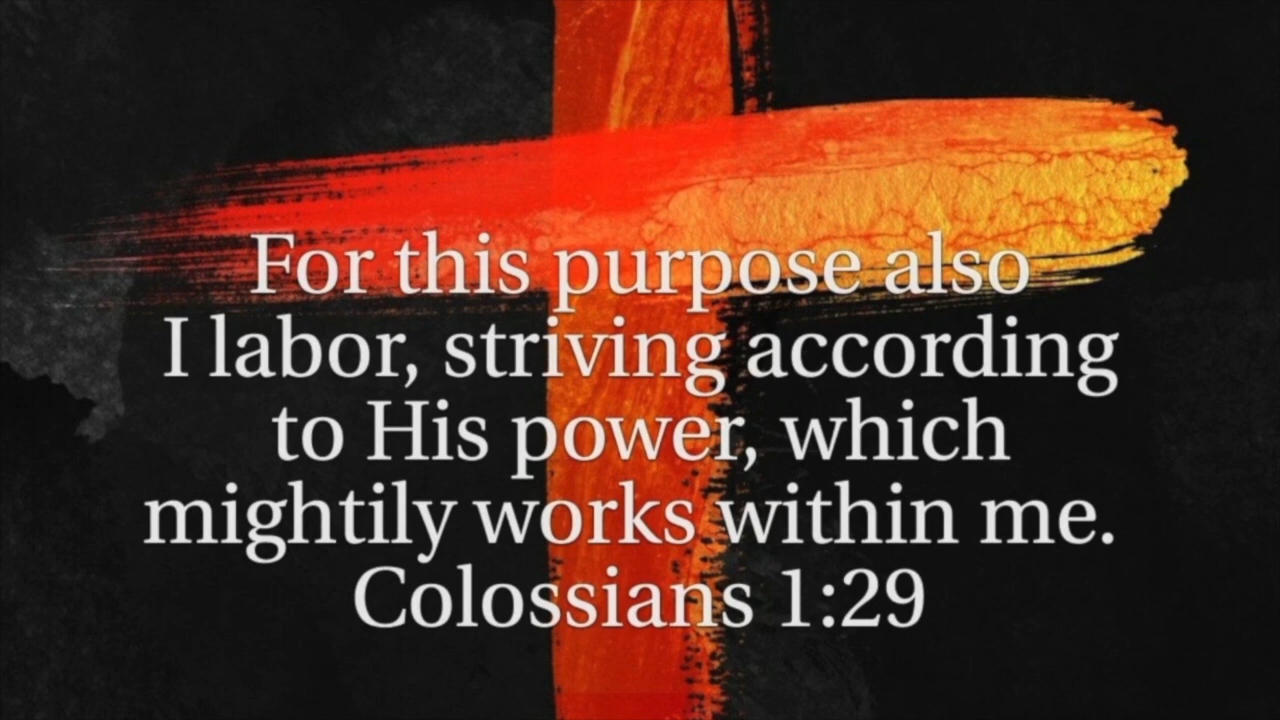 For this purpose also
I labor, striving according
to His power, which
mightily works within me.
Colossians 1:29